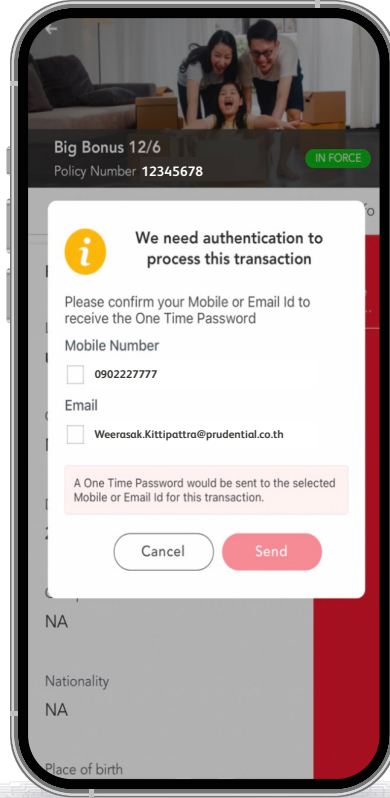 Big Bonus 12/6
Policy Number 12345678
IN FORCE
We need authentication to
process this transaction
Please confirm your Mobile or Email Id to
receive the One Time Password
Mobile Number
0902227777
Email
Weerasak.Kittipattra@prudential.co.th
A One Time Password would be sent to the selected
Mobile or Email Id for this transaction.
Cancel
Send
NA
Nationality
NA
Place of birth